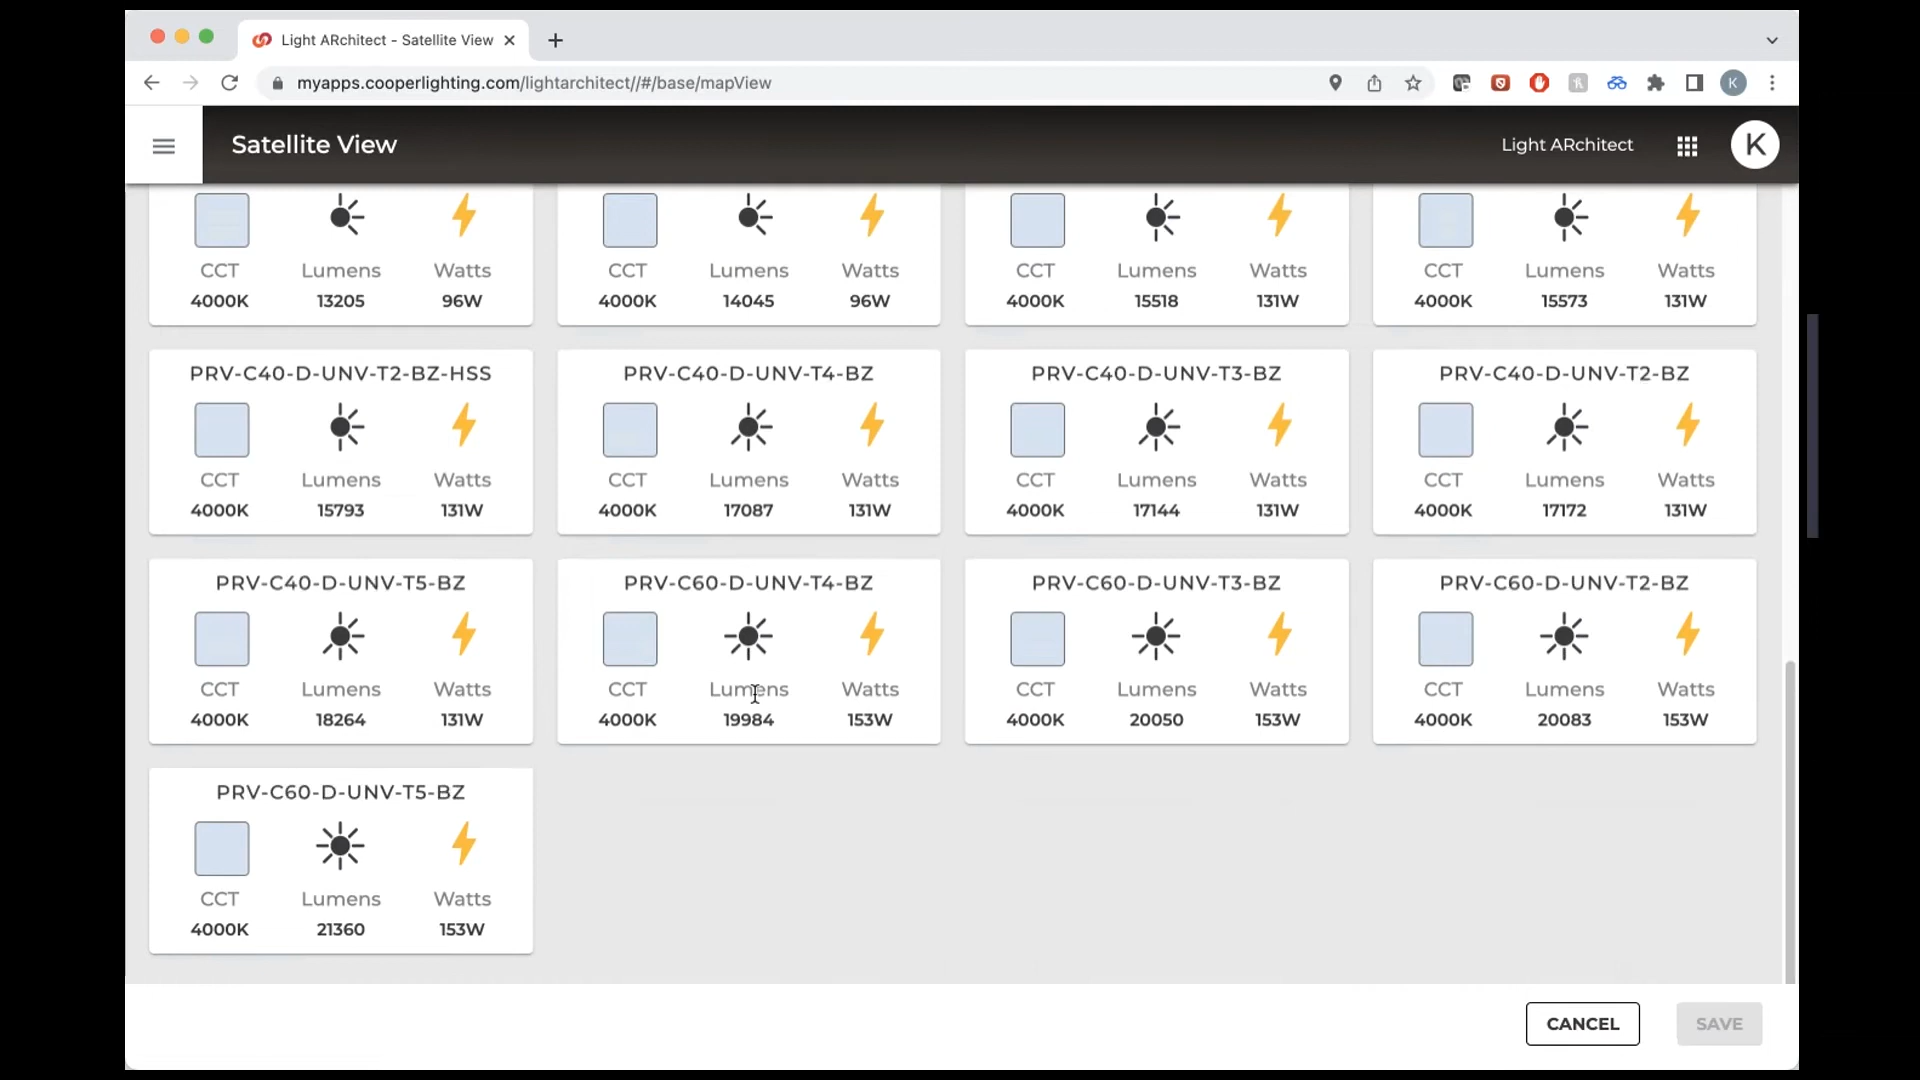 Light ARchitect - Satellite View
myapps.cooperlighting.com/lightarchitect//#/base/mapView
K
Satellite View
Light ARchitect
K
CCT Lumens Watts CCT Lumens Watts CCT Lumens Watts CCT Lumens Watts
4000K 13205 96W 4000K 14045 96W 4000K 15518 131W 4000K 15573 131W
PRV-C40-D-UNV-T2-BZ-HSS PRV-C40-D-UNV-T4-BZ PRV-C40-D-UNV-T3-BZ PRV-C40-D-UNV-T2-BZ
CCT Lumens Watts CCT Lumens Watts CCT Lumens Watts CCT Lumens Watts
4000K 15793 131W 4000K 17087 131W 4000K 17144 131W 4000K 17172 131W
PRV-C40-D-UNV-T5-BZ PRV-C60-D-UNV-T4-BZ PRV-C60-D-UNV-T3-BZ PRV-C60-D-UNV-T2-BZ
CCT Lumens Watts CCT Lumens Watts CCT Lumens Watts CCT Lumens Watts
4000K 18264 131W 4000K 19984 153W 4000K 20050 153W 4000K 20083 153W
PRV-C60-D-UNV-T5-BZ
CCT Lumens Watts
4000K 21360 153W
CANCEL SAVE